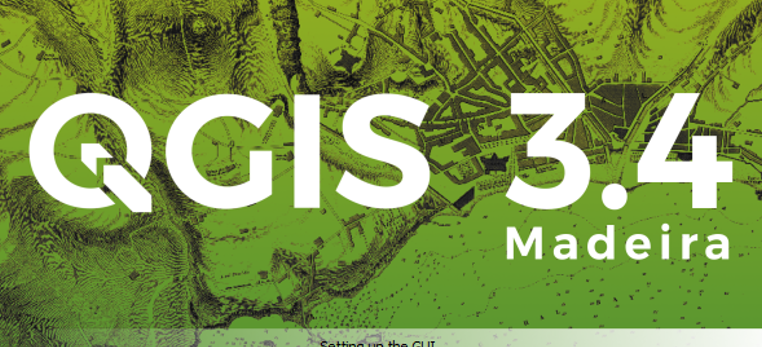 QGIS 3.4
Madeira
Setting up the GUI